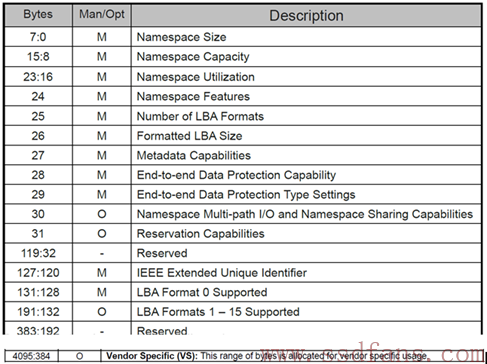 Bytes Man/Opt Description
7:0 M Namespace Size
15:8 M Namespace Capacity
23:16 M Namespace Utilization
24 M Namespace Features
25 M Number of LBA Formats
26 M Formatted LBA Size
27 M Metadata Capabilities
28 M End-to-end Data Protection Capability
29 M End-to-end Data Protection Type Settings
30 O Namespace Multi-path I/O and Namespace Sharing Capabilities
31 O Reservation Capabilities
119:32 - Reserved
127:120 M IEEE Extended Unique Identifier
131:128 M LBA Format 0 Supported
191:132 O LBA Formats 1 – 15 Supported
383:192 - Reserved
4095:384 O Vendor Specific (VS): This range of bytes is allocated for vendor specific usage.